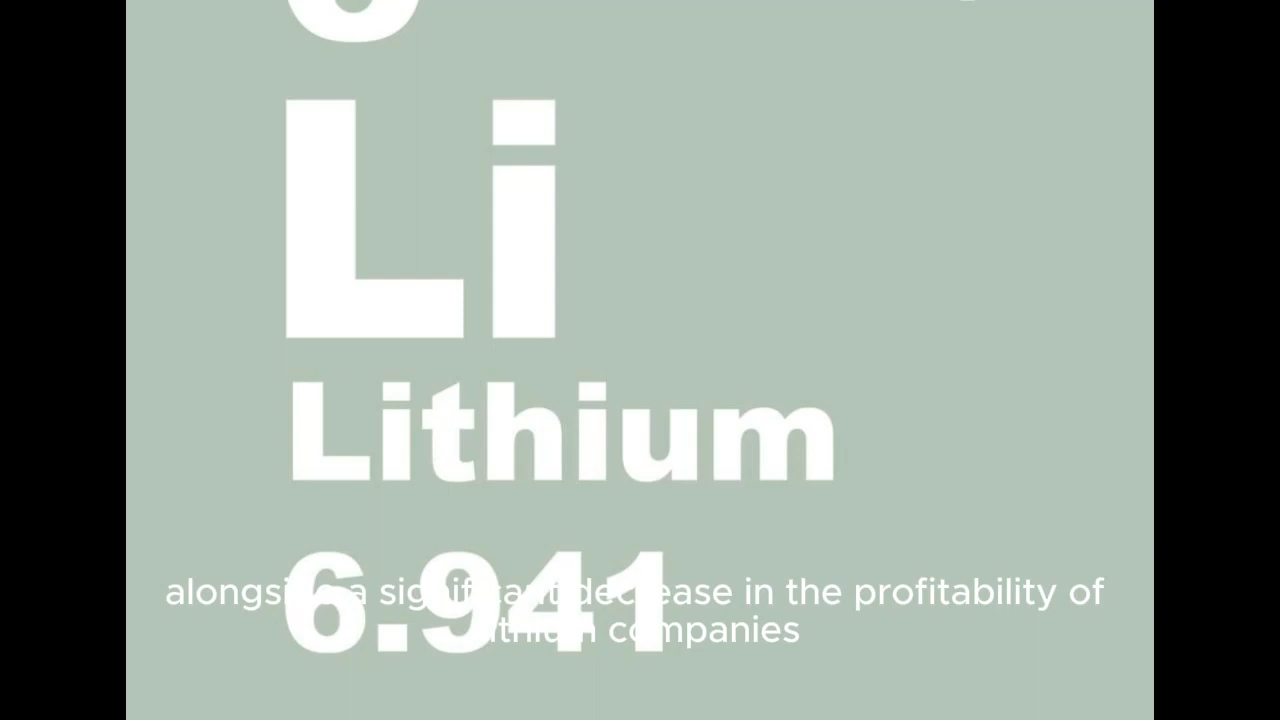 Li
Lithium
6.941
alongside a significant decrease in the profitability of
lithium companies